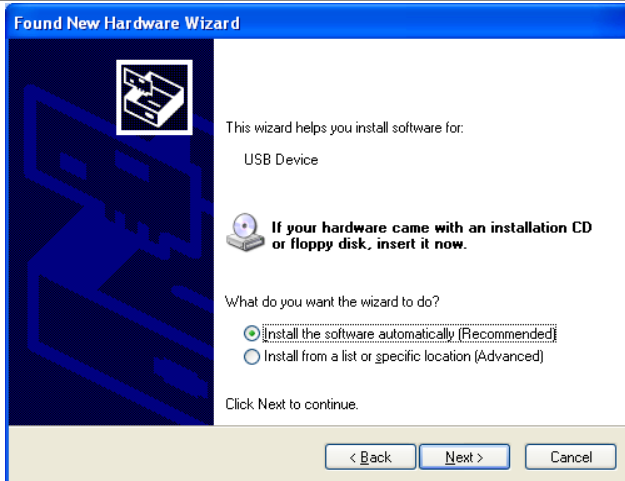 Found New Hardware Wizard
This wizard helps you install software for:
USB Device
If your hardware came with an installation CD
or floppy disk, insert it now.
What do you want the wizard to do?
Install the software automatically (Recommended)
Install from a list or specific location (Advanced)
Click Next to continue.
< Back
Next >
Cancel